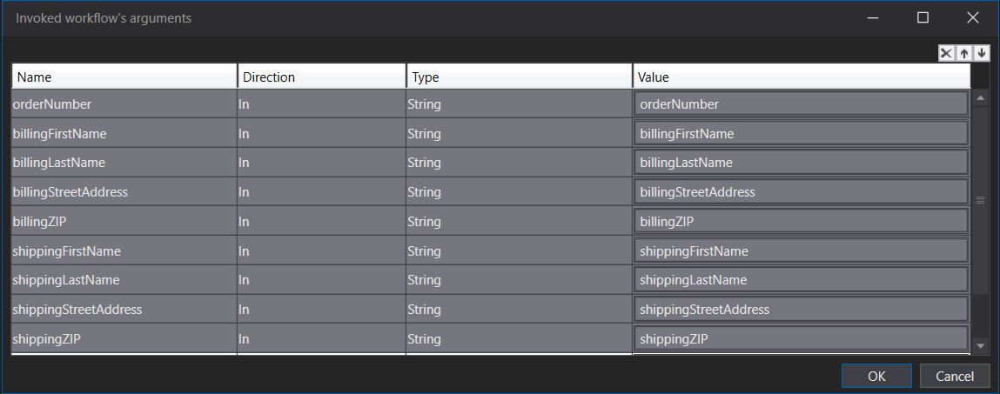 Invoked workflow's arguments
Name Direction Type Value
orderNumber In String orderNumber
billingFirstName In String billingFirstName
billingLastName In String billingLastName
billingStreetAddress In String billingStreetAddress
billingZIP In String billingZIP
shippingFirstName In String shippingFirstName
shippingLastName In String shippingLastName
shippingStreetAddress In String shippingStreetAddress
shippingZIP In String shippingZIP
OK Cancel